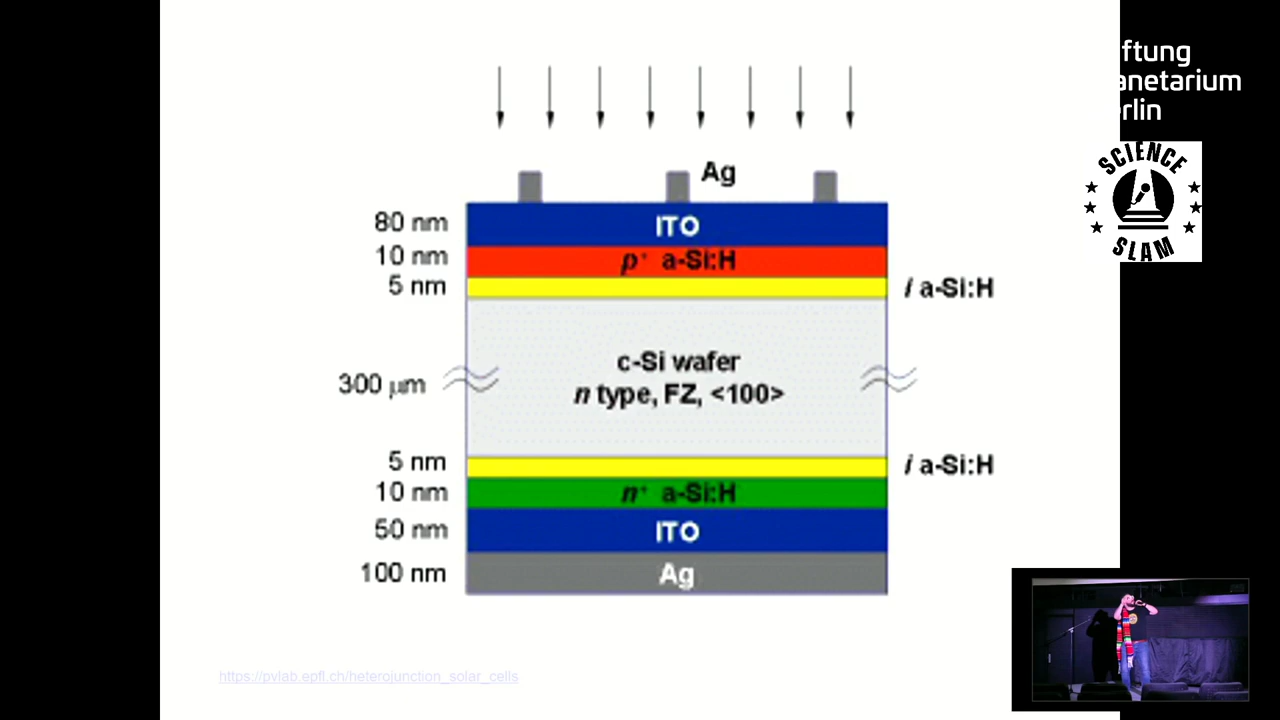 ftung
anetarium
rlin
SCIENCE
SLAM
Ag
80 nm
ITO
10 nm
p⁺ a-Si:H
5 nm
i a-Si:H
c-Si wafer
300 μm
n type, FZ, <100>
5 nm
i a-Si:H
10 nm
n⁺ a-Si:H
50 nm
ITO
100 nm
Ag
https://pvlab.epfl.ch/heterojunction_solar_cells